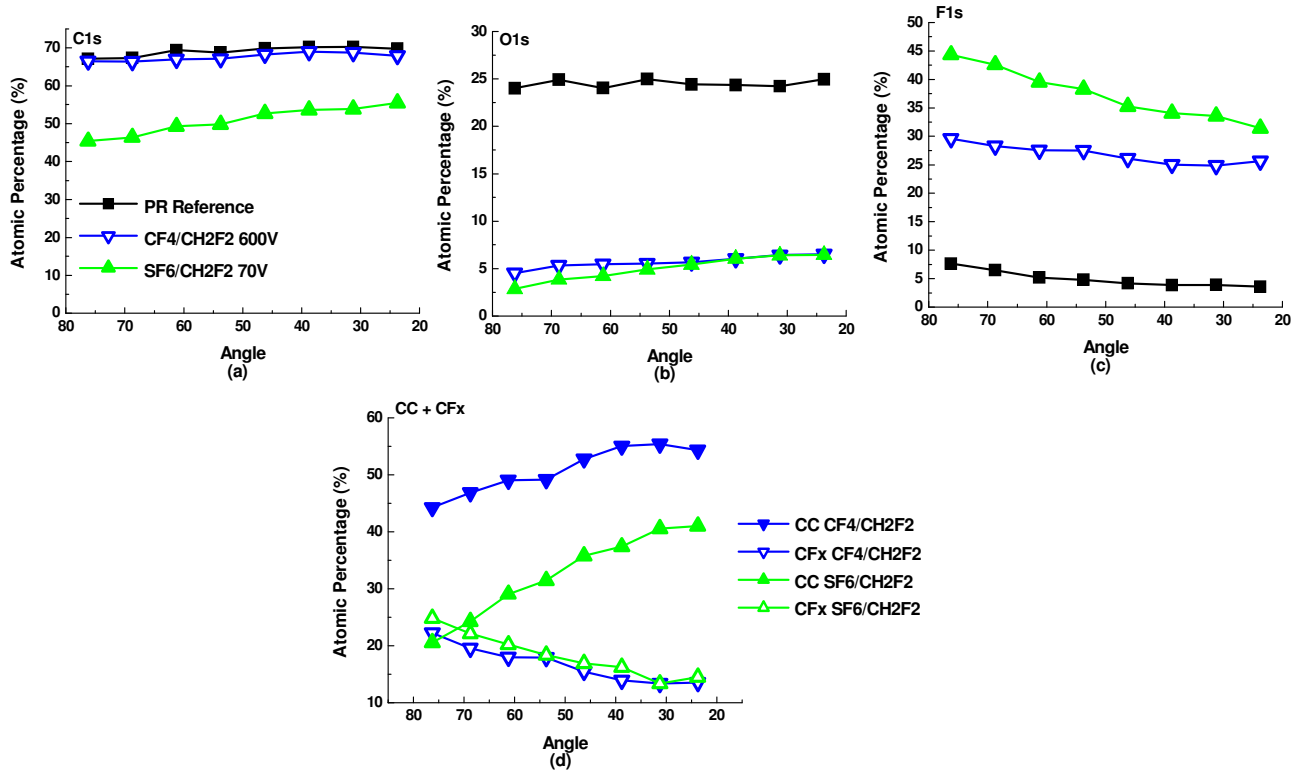 C1s
Atomic Percentage (%)
80
70
60
50
40
30
20
10
0
PR Reference
CF4/CH2F2 600V
SF6/CH2F2 70V
80 70 60 50 40 30 20
Angle
(a)
O1s
Atomic Percentage (%)
30
25
20
15
10
5
0
80 70 60 50 40 30 20
Angle
(b)
F1s
Atomic Percentage (%)
50
45
40
35
30
25
20
15
10
5
0
80 70 60 50 40 30 20
Angle
(c)
CC + CFx
Atomic Percentage (%)
60
50
40
30
20
10
80 70 60 50 40 30 20
Angle
(d)
CC CF4/CH2F2
CFx CF4/CH2F2
CC SF6/CH2F2
CFx SF6/CH2F2